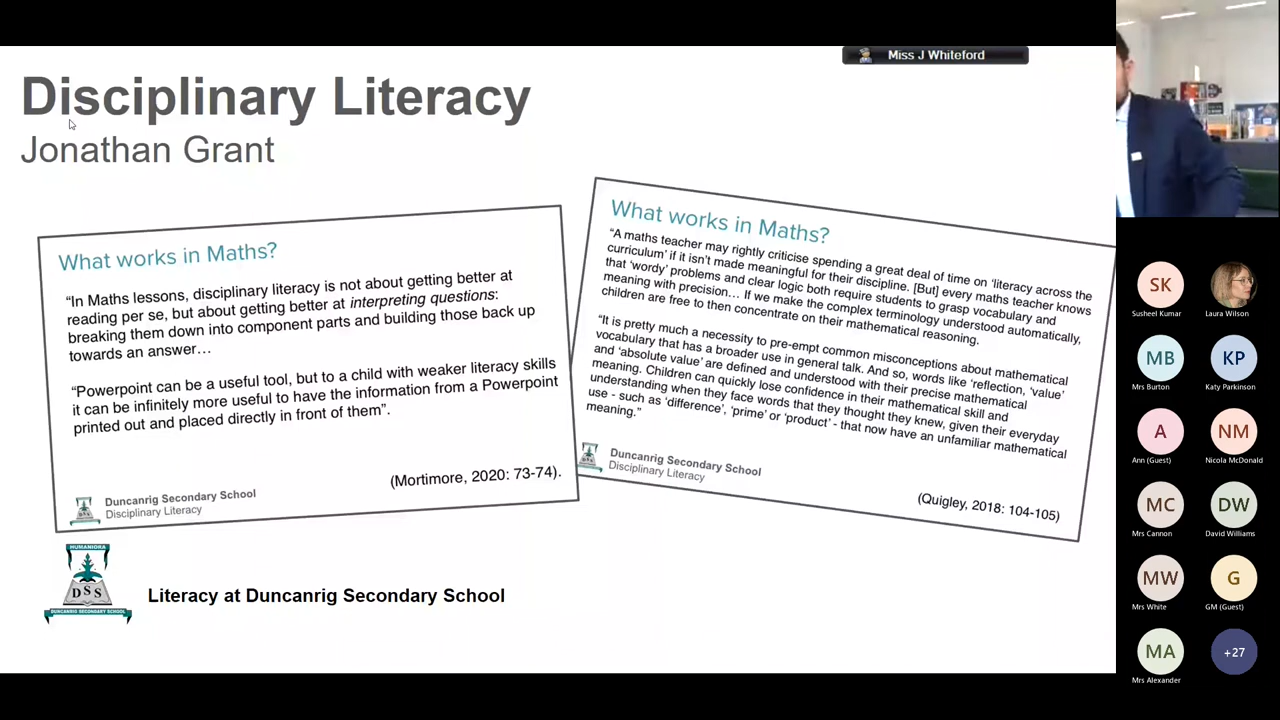 Miss J Whiteford
Disciplinary Literacy
Jonathan Grant
What works in Maths?
“In Maths lessons, disciplinary literacy is not about getting better at
reading per se, but about getting better at interpreting questions:
breaking them down into component parts and building those back up
towards an answer…
“Powerpoint can be a useful tool, but to a child with weaker literacy skills
it can be infinitely more useful to have the information from a Powerpoint
printed out and placed directly in front of them”.
(Mortimore, 2020: 73-74).
Duncanrig Secondary School
Disciplinary Literacy
What works in Maths?
“A maths teacher may rightly criticise spending a great deal of time on ‘literacy across the
curriculum’ if it isn’t made meaningful for their discipline. [But] every maths teacher knows
that ‘wordy’ problems and clear logic both require students to grasp vocabulary and
meaning with precision… If we make the complex terminology understood automatically,
children are free to then concentrate on their mathematical reasoning.
“It is pretty much a necessity to pre-empt common misconceptions about mathematical
vocabulary that has a broader use in general talk. And so, words like ‘reflection, ‘value’
and ‘absolute value’ are defined and understood with their precise mathematical
meaning. Children can quickly lose confidence in their mathematical skill and
understanding when they face words that they thought they knew, given their everyday
use - such as ‘difference’, ‘prime’ or ‘product’ - that now have an unfamiliar mathematical
meaning.”
Duncanrig Secondary School
Disciplinary Literacy
(Quigley, 2018: 104-105)
HUMANIORA
DSS
DUNCANRIG SECONDARY SCHOOL
Literacy at Duncanrig Secondary School
SK
Susheel Kumar
Laura Wilson
MB
Mrs Burton
KP
Katy Parkinson
A
Ann (Guest)
NM
Nicola McDonald
MC
Mrs Cannon
DW
David Williams
MW
Mrs White
G
GM (Guest)
MA
Mrs Alexander
+27